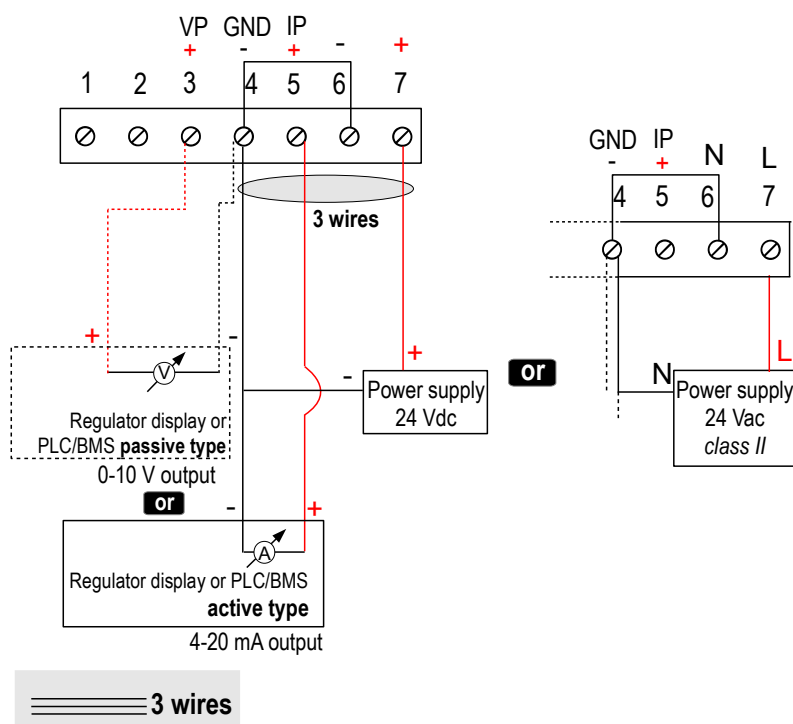 VP GND IP
+ - + - +
1 2 3 4 5 6 7
3 wires
+ -
V
Regulator display or
PLC/BMS passive type
0-10 V output
or
- +
A
Regulator display or PLC/BMS
active type
4-20 mA output
- +
Power supply
24 Vdc
or
GND IP N L
- +
4 5 6 7
N L
Power supply
24 Vac
class II
3 wires